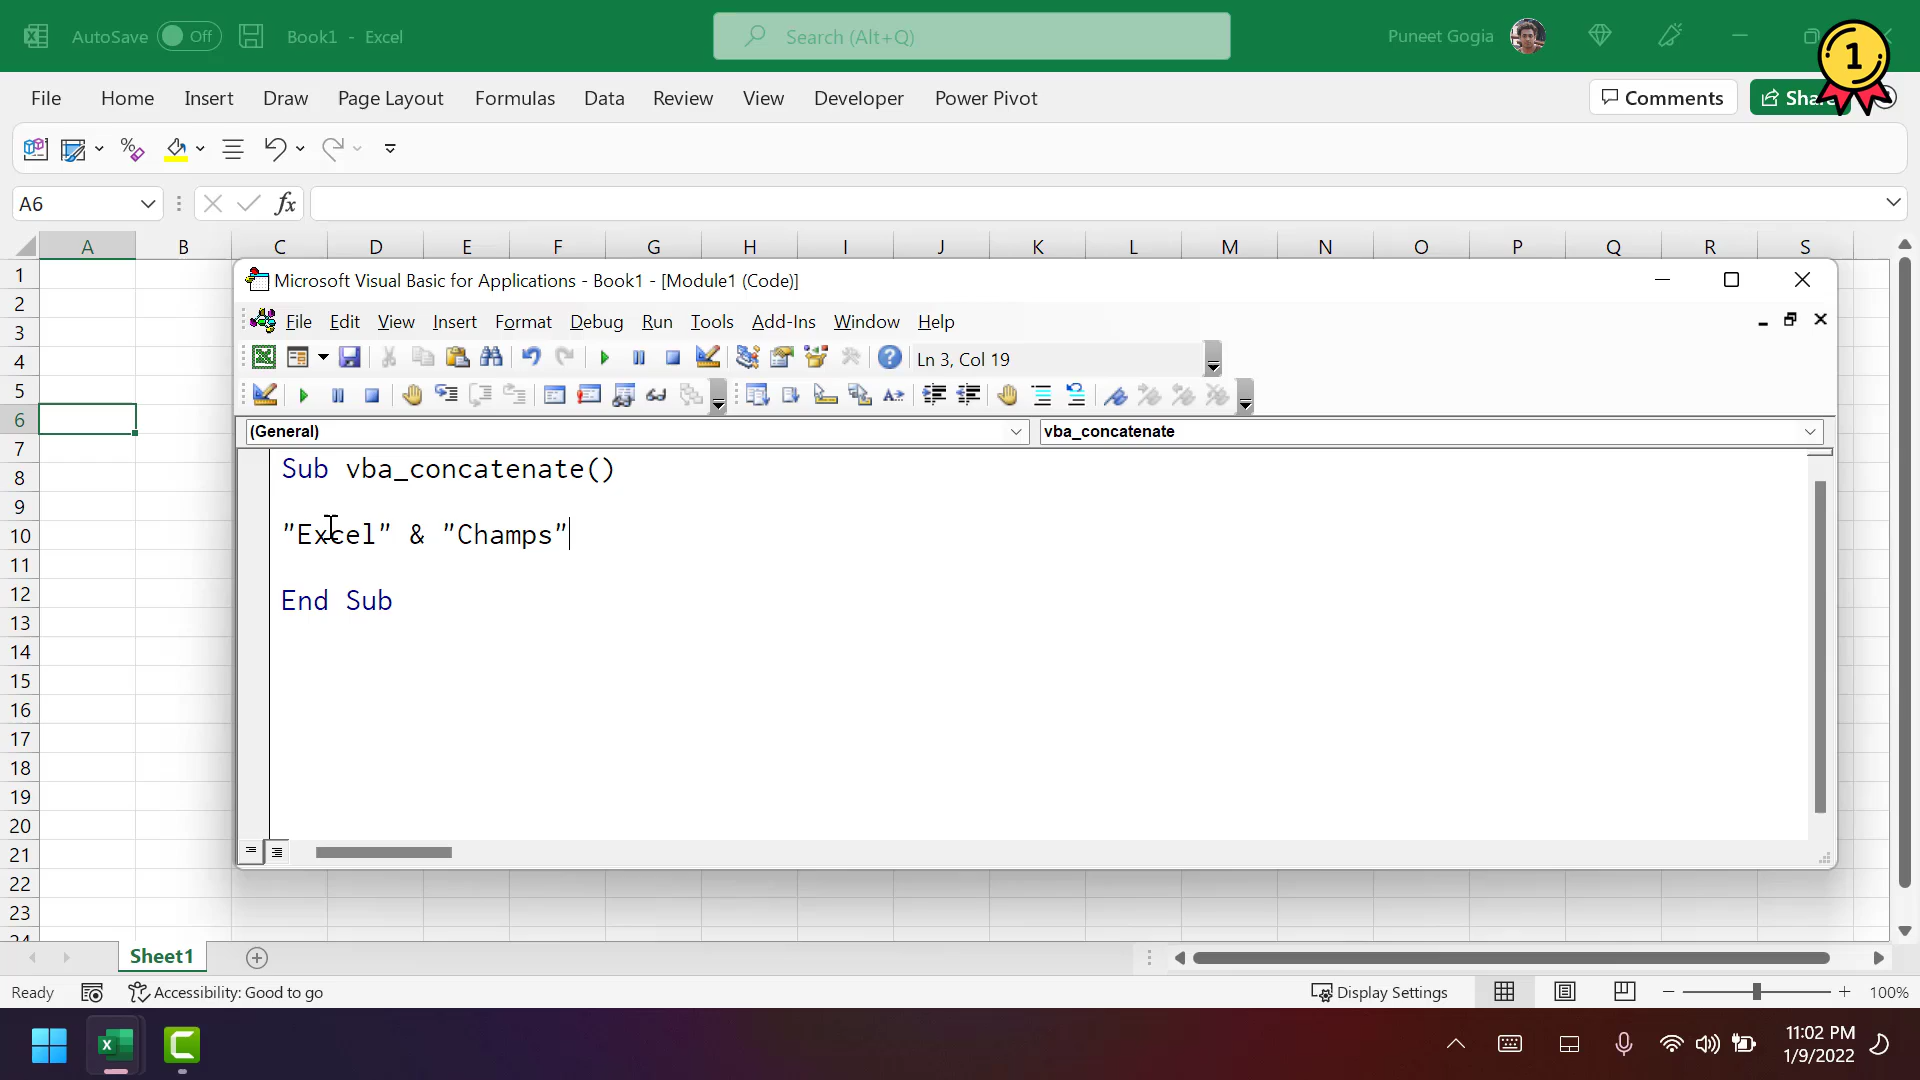 AutoSave Off Book1 - Excel Search (Alt+Q) Puneet Gogia 1
File Home Insert Draw Page Layout Formulas Data Review View Developer Power Pivot Comments Share
A6 fx
A B C D E F G H I J K L M N O P Q R S
1
2
3
4
5
6
7
8
9
10
11
12
13
14
15
16
17
18
19
20
21
22
23
24
Microsoft Visual Basic for Applications - Book1 - [Module1 (Code)]
File Edit View Insert Format Debug Run Tools Add-Ins Window Help
Ln 3, Col 19
(General) vba_concatenate
Sub vba_concatenate()
"Excel" & "Champs"
End Sub
Sheet1
Ready Accessibility: Good to go Display Settings 100%
11:02 PM
1/9/2022